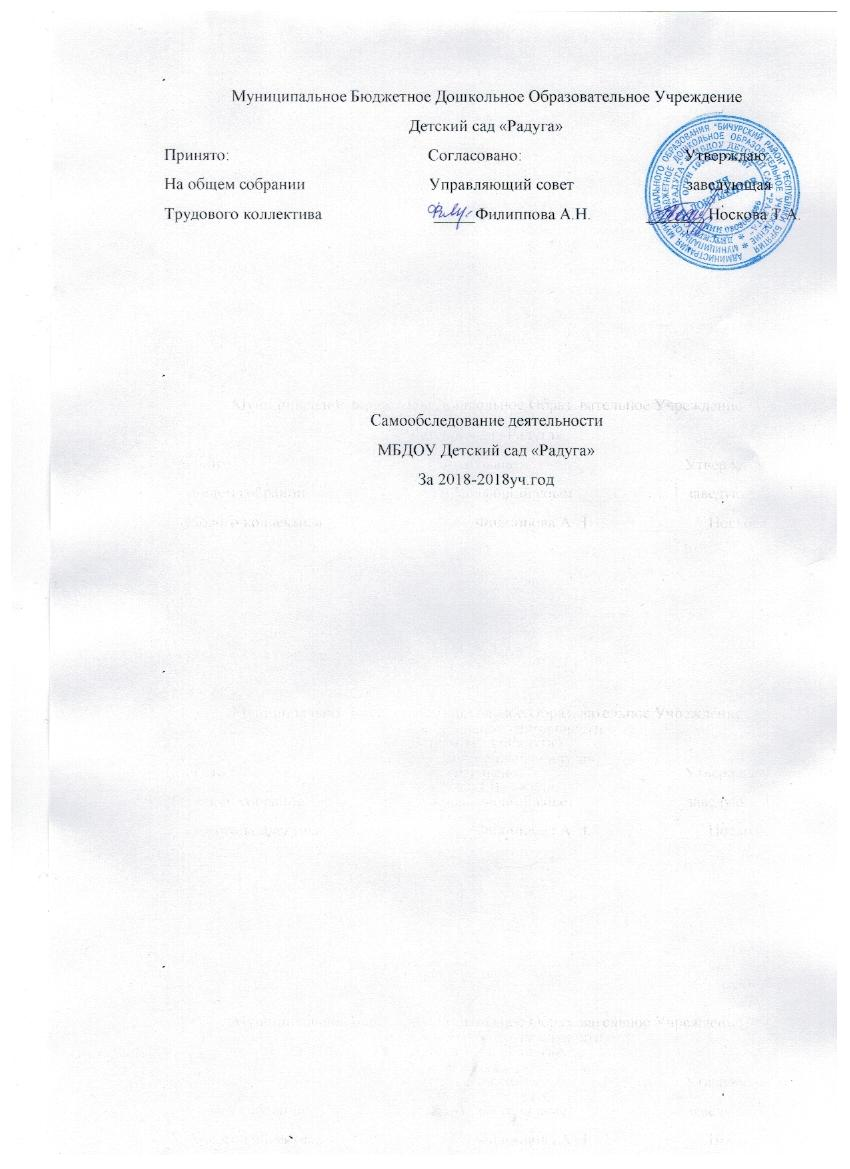 Муниципальное Бюджетное Дошкольное Образовательное Учреждение
Детский сад «Радуга»
Принято: Согласовано: Утверждаю:
На общем собрании Управляющий совет заведующая
Трудового коллектива Филиппова А.Н. Носкова Т.А.
Самообследование деятельности
МБДОУ Детский сад «Радуга»
За 2018-2018уч.год